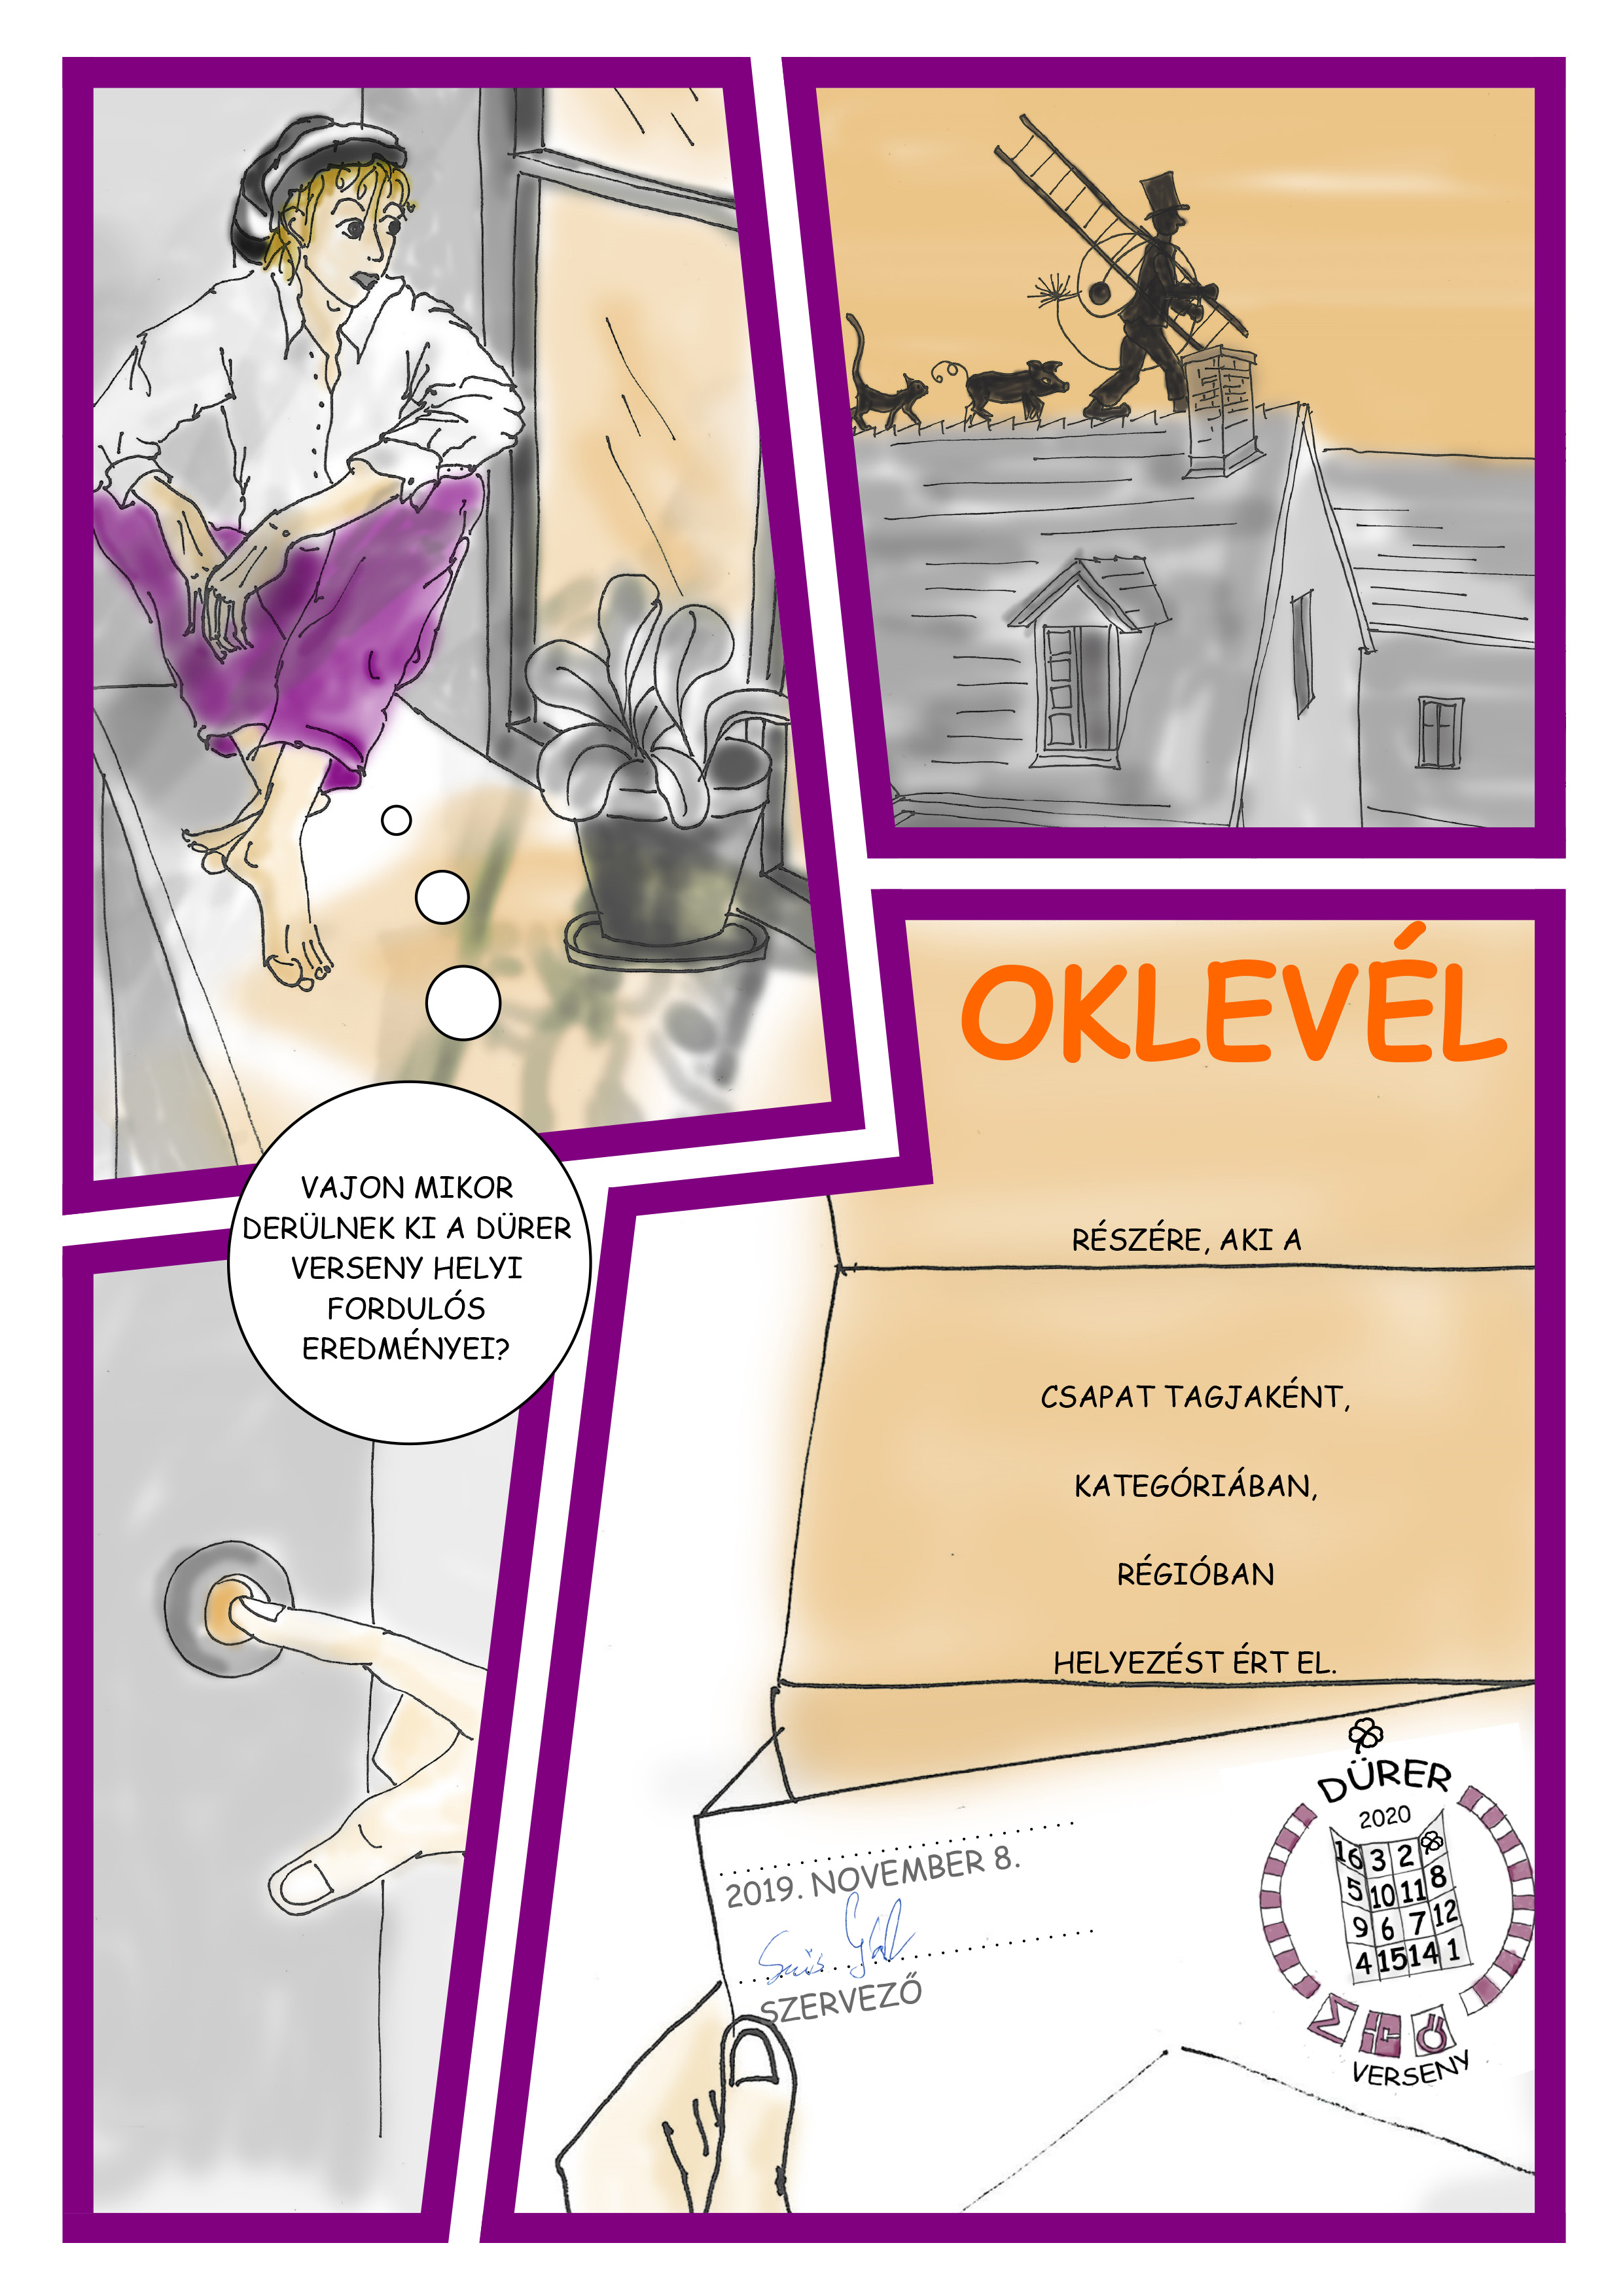 VAJON MIKOR
DERÜLNEK KI A DÜRER
VERSENY HELYI
FORDULÓS
EREDMÉNYEI?
OKLEVÉL
RÉSZÉRE, AKI A
CSAPAT TAGJAKÉNT,
KATEGÓRIÁBAN,
RÉGIÓBAN
HELYEZÉST ÉRT EL.
2019. NOVEMBER 8.
SZERVEZŐ
DÜRER
2020
16 3 2
5 10 11 8
9 6 7 12
4 15 14 1
VERSENY